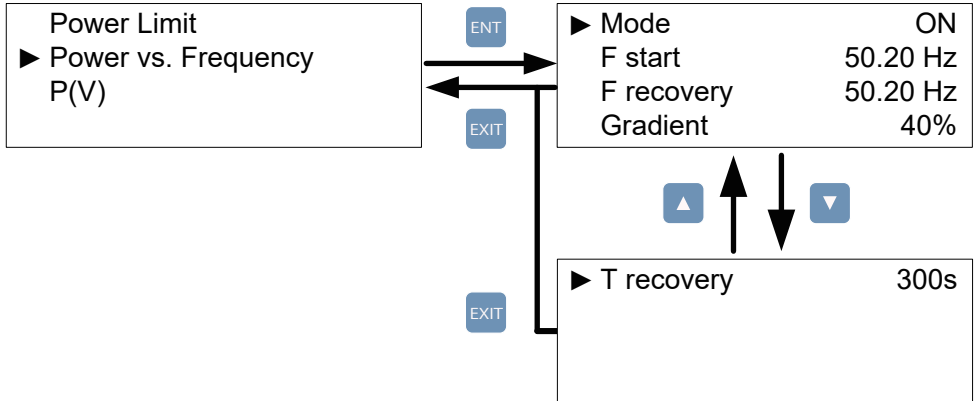 Power Limit
► Power vs. Frequency
P(V)
ENT
EXIT
► Mode ON
F start 50.20 Hz
F recovery 50.20 Hz
Gradient 40%
▲
▼
EXIT
► T recovery 300s